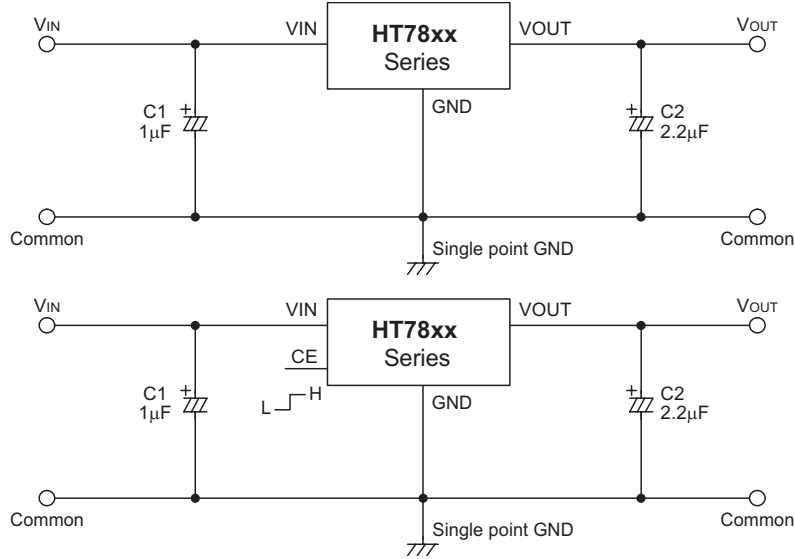 VIN
VIN
HT78xx
Series
VOUT
VOUT
GND
C1
1μF
+
+
C2
2.2μF
Common
Single point GND
Common
VIN
VIN
HT78xx
Series
VOUT
VOUT
CE
L
H
GND
C1
1μF
+
+
C2
2.2μF
Common
Single point GND
Common